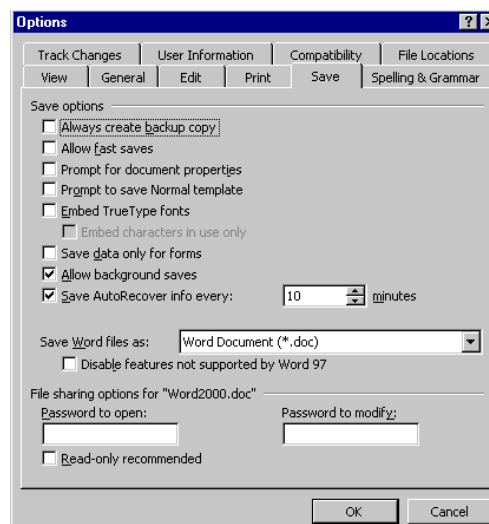 Options
Track Changes User Information Compatibility File Locations
View General Edit Print Save Spelling & Grammar
Save options
Always create backup copy
Allow fast saves
Prompt for document properties
Prompt to save Normal template
Embed TrueType fonts
Embed characters in use only
Save data only for forms
Allow background saves
Save AutoRecover info every: 10 minutes
Save Word files as: Word Document (*.doc)
Disable features not supported by Word 97
File sharing options for "Word2000.doc"
Password to open: Password to modify:
Read-only recommended
OK Cancel